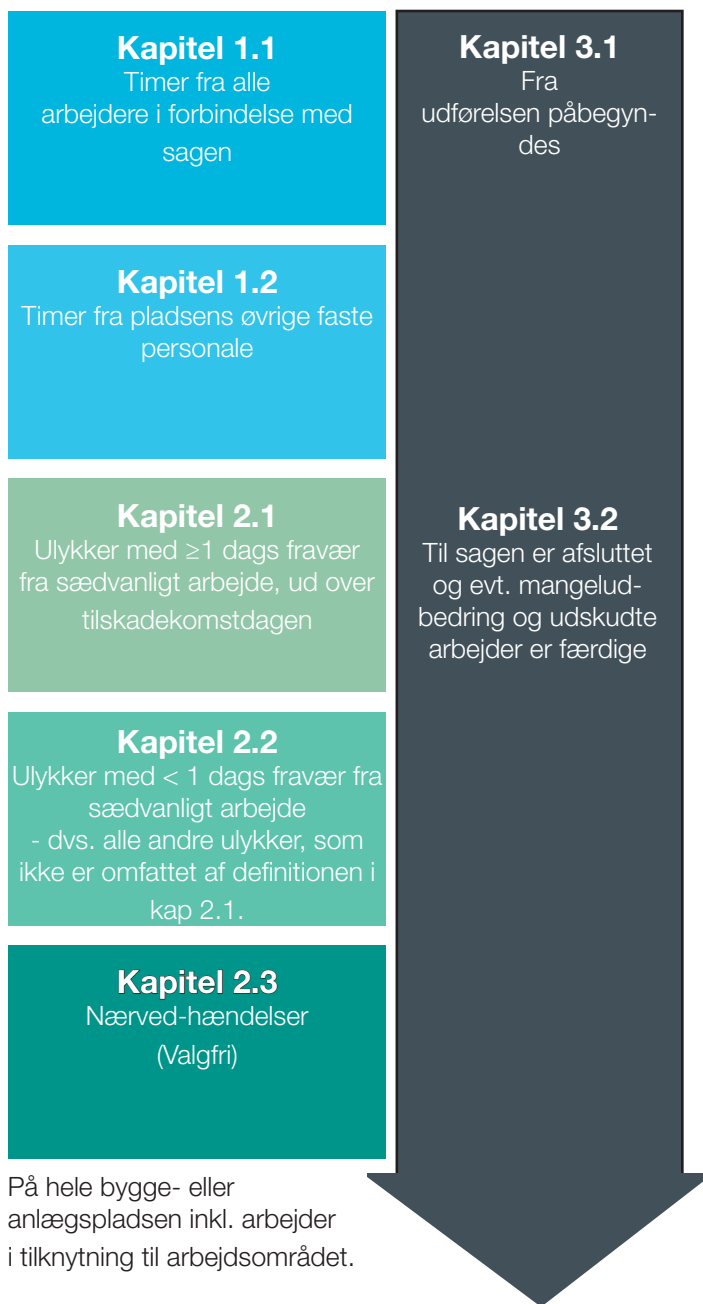 Kapitel 1.1
Timer fra alle
arbejdere i forbindelse med
sagen
Kapitel 1.2
Timer fra pladsens øvrige faste
personale
Kapitel 2.1
Ulykker med ≥1 dags fravær
fra sædvanligt arbejde, ud over
tilskadekomstdagen
Kapitel 2.2
Ulykker med < 1 dags fravær fra
sædvanligt arbejde
- dvs. alle andre ulykker, som
ikke er omfattet af definitionen i
kap 2.1.
Kapitel 2.3
Nærved-hændelser
(Valgfri)
På hele bygge- eller
anlægspladsen inkl. arbejder
i tilknytning til arbejdsområdet.
Kapitel 3.1
Fra
udførelsen påbegyn-
des
Kapitel 3.2
Til sagen er afsluttet
og evt. mangelud-
bedring og udskudte
arbejder er færdige